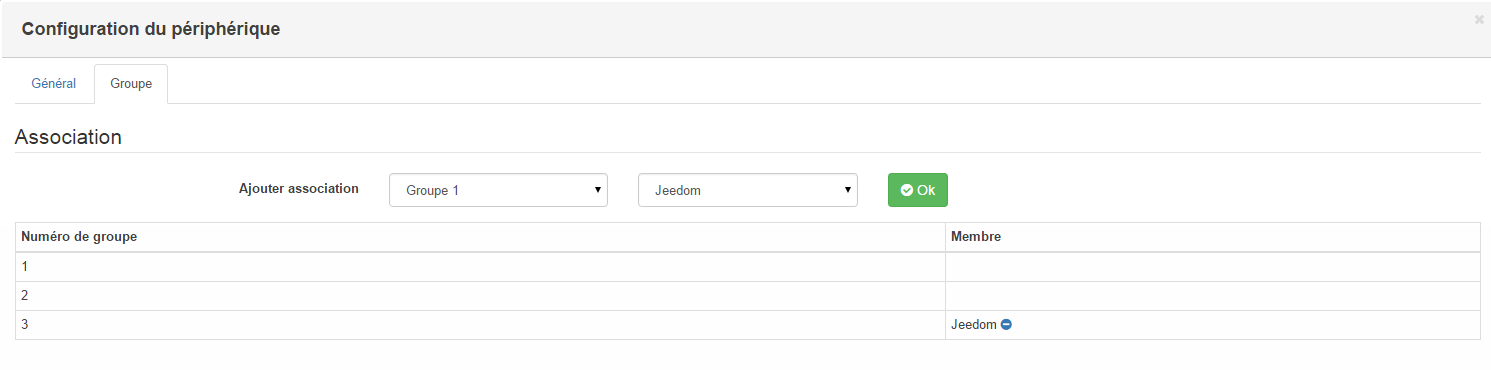 Configuration du périphérique
Général Groupe
Association
Ajouter association Groupe 1 Jeedom Ok
Numéro de groupe Membre
1
2
3 Jeedom